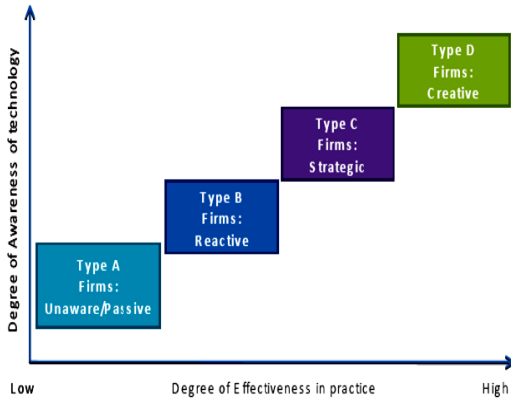 Degree of Awareness of technology
Type D
Firms:
Creative
Type C
Firms:
Strategic
Type B
Firms:
Reactive
Type A
Firms:
Unaware/Passive
Low
Degree of Effectiveness in practice
High